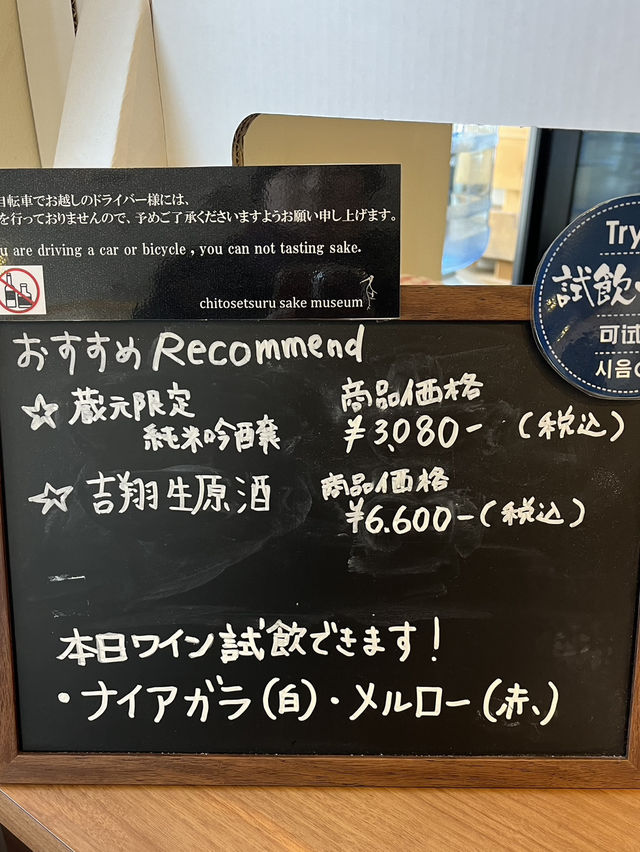 自転車でお越しのドライバー様には、
を行っておりませんので、予めご了承くださいますようお願い申し上げます。
u are driving a car or bicycle , you can not tasting sake.
chitosetsuru sake museum
Try
試飲
可试
시음
おすすめ Recommend
☆ 蔵元限定 商品価格
純米吟醸 ¥3,080- (税込)
☆ 吉翔生原酒 商品価格
¥6.600-(税込)
本日ワイン試飲できます!
・ナイアガラ(白)・メルロー(赤)